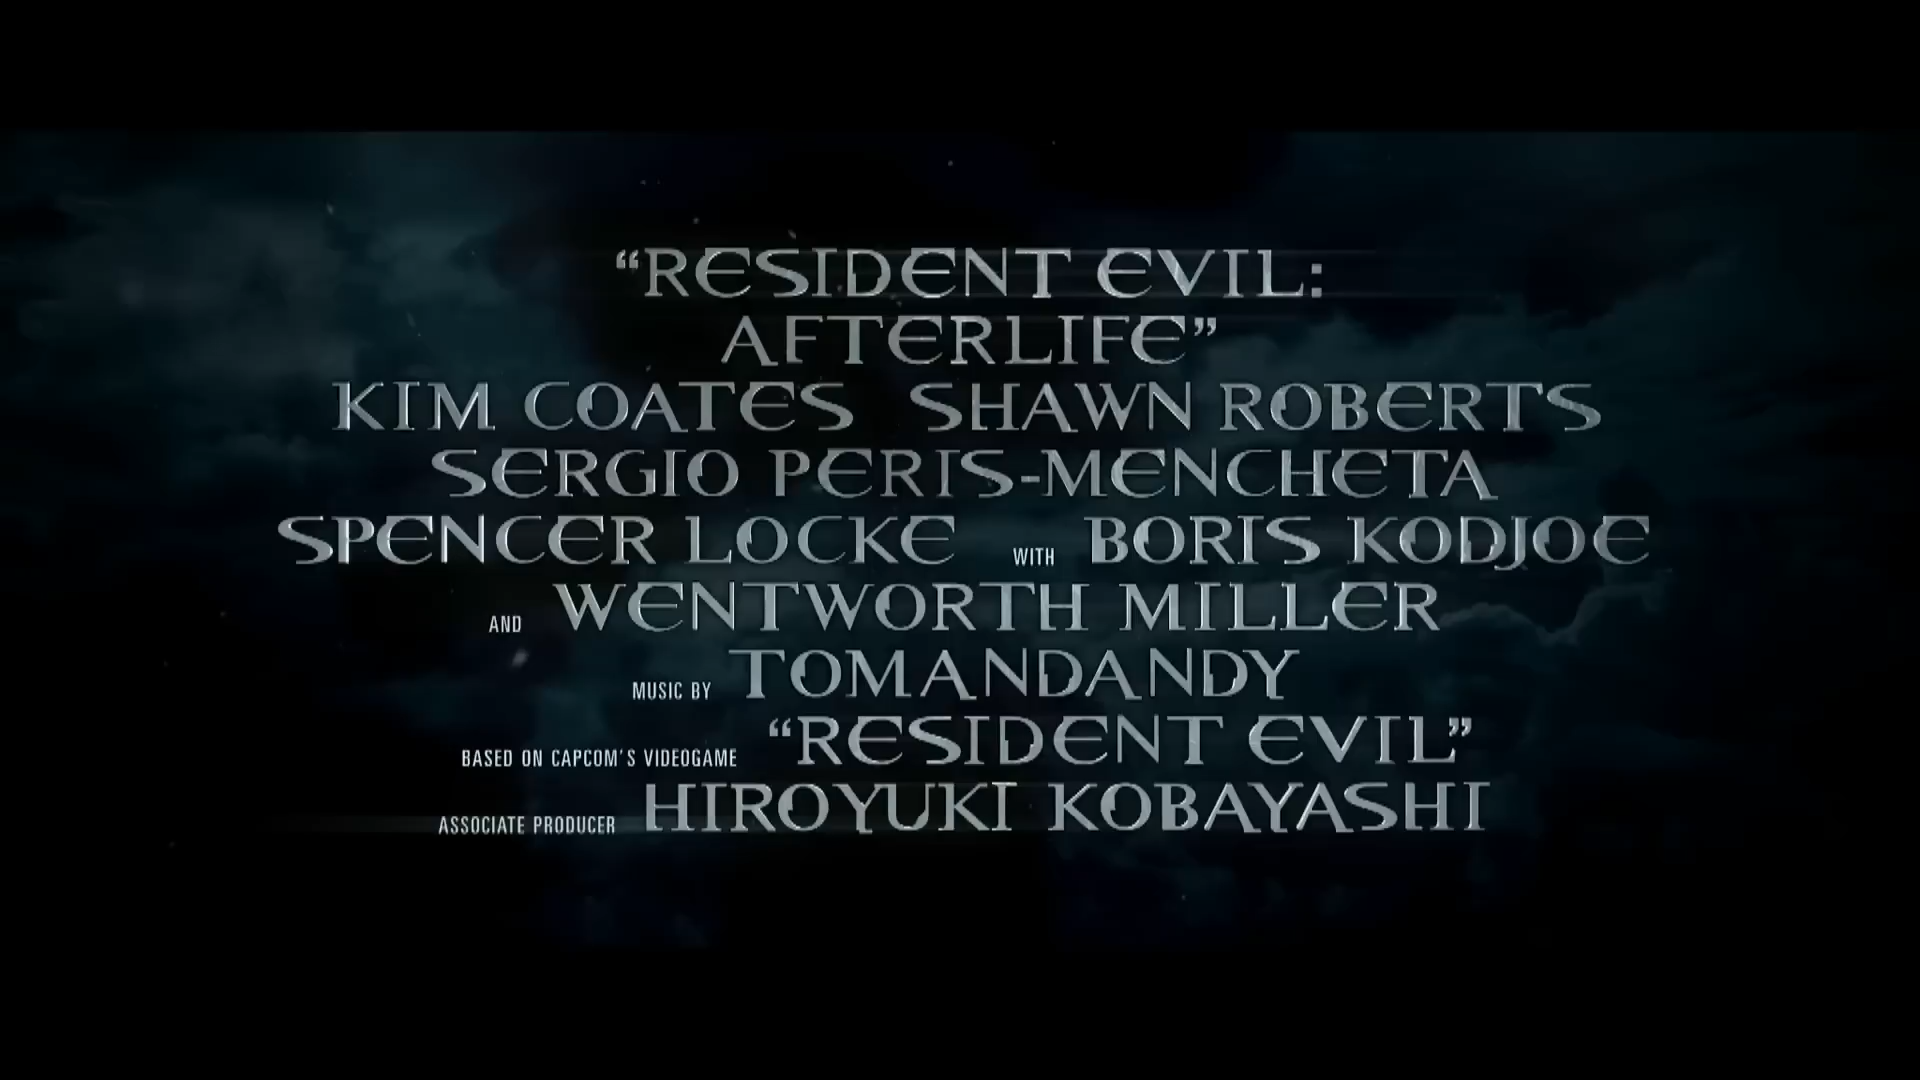 “RESIDENT EVIL:
AFTERLIFE”
KIM COATES SHAWN ROBERTS
SERGIO PERIS-MENCHETA
SPENCER LOCKE WITH BORIS KODJOE
AND WENTWORTH MILLER
MUSIC BY TOMANDANDY
BASED ON CAPCOM’S VIDEOGAME “RESIDENT EVIL”
ASSOCIATE PRODUCER HIROYUKI KOBAYASHI